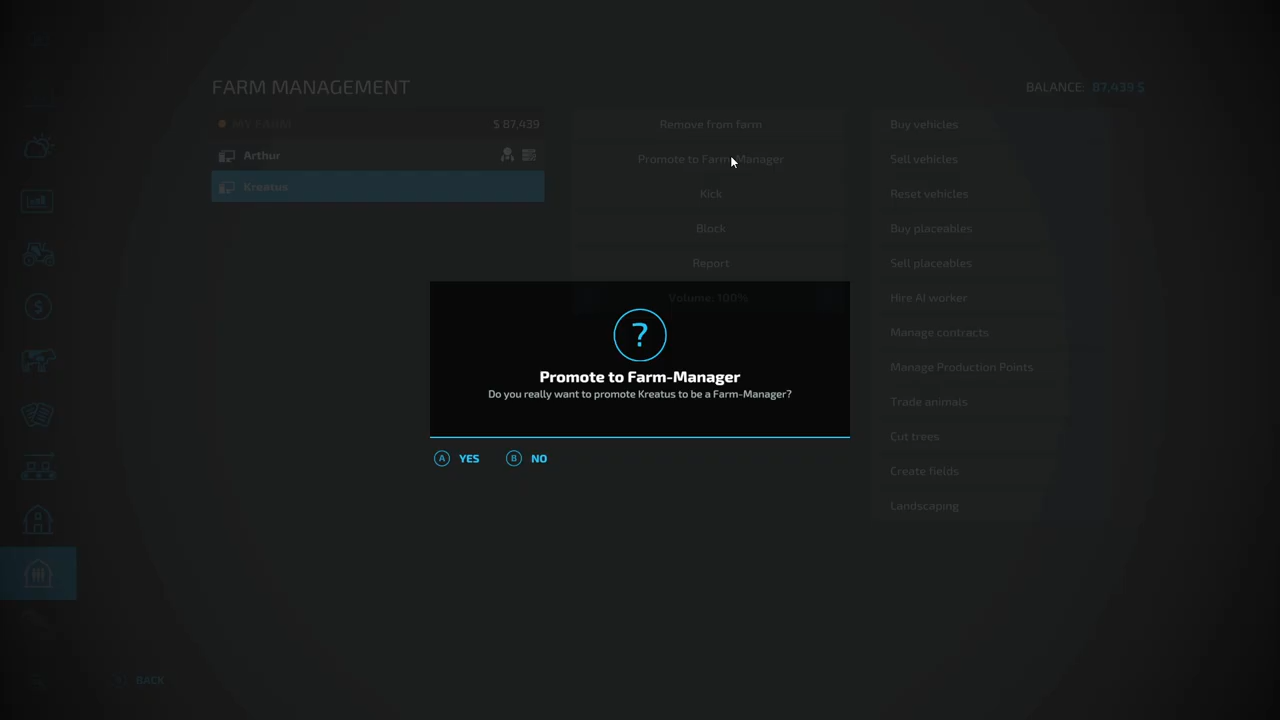 FARM MANAGEMENT
BALANCE: 87,439 $
MY FARM
$ 87,439
Arthur
Kreatus
Remove from farm
Promote to Farm-Manager
Kick
Block
Report
Volume: 100%
Buy vehicles
Sell vehicles
Reset vehicles
Buy placeables
Sell placeables
Hire AI worker
Manage contracts
Manage Production Points
Trade animals
Cut trees
Create fields
Landscaping
?
Promote to Farm-Manager
Do you really want to promote Kreatus to be a Farm-Manager?
A YES
B NO
BACK